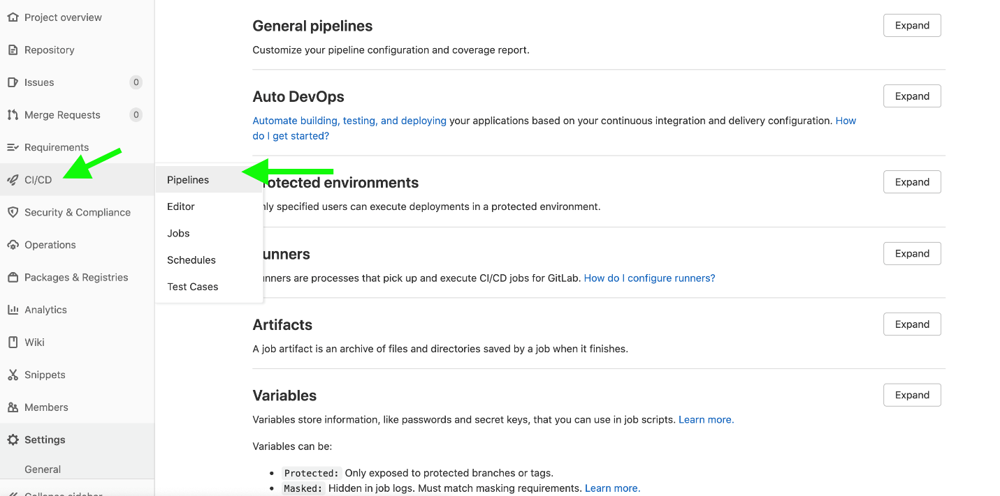 Project overview
Repository
Issues 0
Merge Requests 0
Requirements
CI/CD
Security & Compliance
Operations
Packages & Registries
Analytics
Wiki
Snippets
Members
Settings
General
Collapse sidebar
Pipelines
Editor
Jobs
Schedules
Test Cases
General pipelines
Expand
Customize your pipeline configuration and coverage report.
Auto DevOps
Expand
Automate building, testing, and deploying your applications based on your continuous integration and delivery configuration. How
do I get started?
rotected environments
Expand
nly specified users can execute deployments in a protected environment.
unners
Expand
unners are processes that pick up and execute CI/CD jobs for GitLab. How do I configure runners?
Artifacts
Expand
A job artifact is an archive of files and directories saved by a job when it finishes.
Variables
Expand
Variables store information, like passwords and secret keys, that you can use in job scripts. Learn more.
Variables can be:
• Protected: Only exposed to protected branches or tags.
• Masked: Hidden in job logs. Must match masking requirements. Learn more.